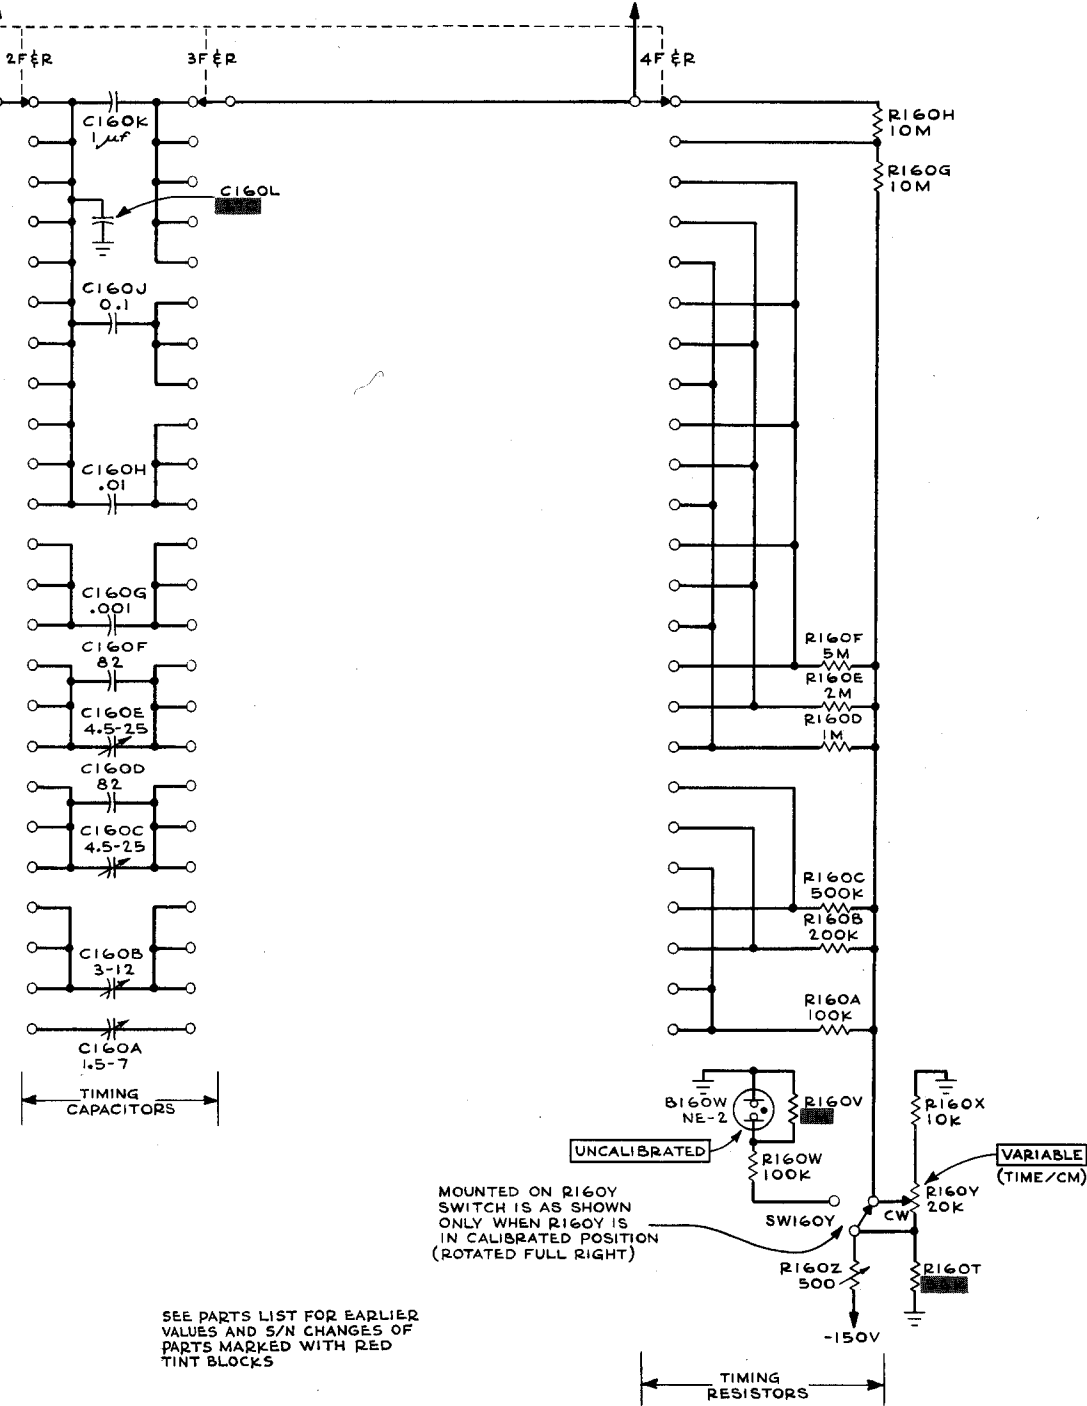 2F &R
3F &R
4F &R
C160K
1µf
C160L
C160J
0.1
C160H
.01
C160G
.001
C160F
82
C160E
4.5-25
C160D
82
C160C
4.5-25
C160B
3-12
C160A
1.5-7
TIMING
CAPACITORS
R160H
10M
R160G
10M
R160F
5M
R160E
2M
R160D
1M
R160C
500K
R160B
200K
R160A
100K
B160W
NE-2
R160V
UNCALIBRATED
R160W
100K
R160X
10K
VARIABLE
(TIME/CM)
R160Y
20K
SW160Y
CW
MOUNTED ON R160Y
SWITCH IS AS SHOWN
ONLY WHEN R160Y IS
IN CALIBRATED POSITION
(ROTATED FULL RIGHT)
R160Z
500
R160T
-150V
SEE PARTS LIST FOR EARLIER
VALUES AND S/N CHANGES OF
PARTS MARKED WITH RED
TINT BLOCKS
TIMING
RESISTORS